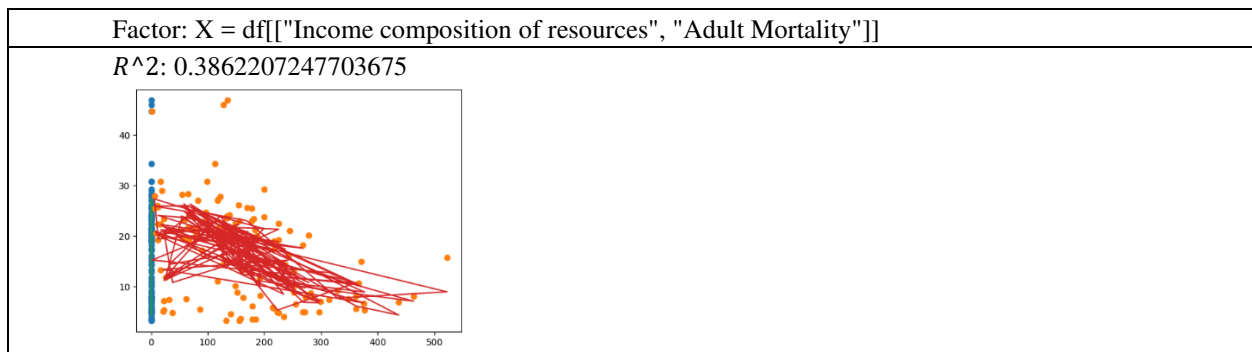 Factor: X = df[["Income composition of resources", "Adult Mortality"]]
R^2: 0.3862207247703675
40
30
20
10
0 100 200 300 400 500